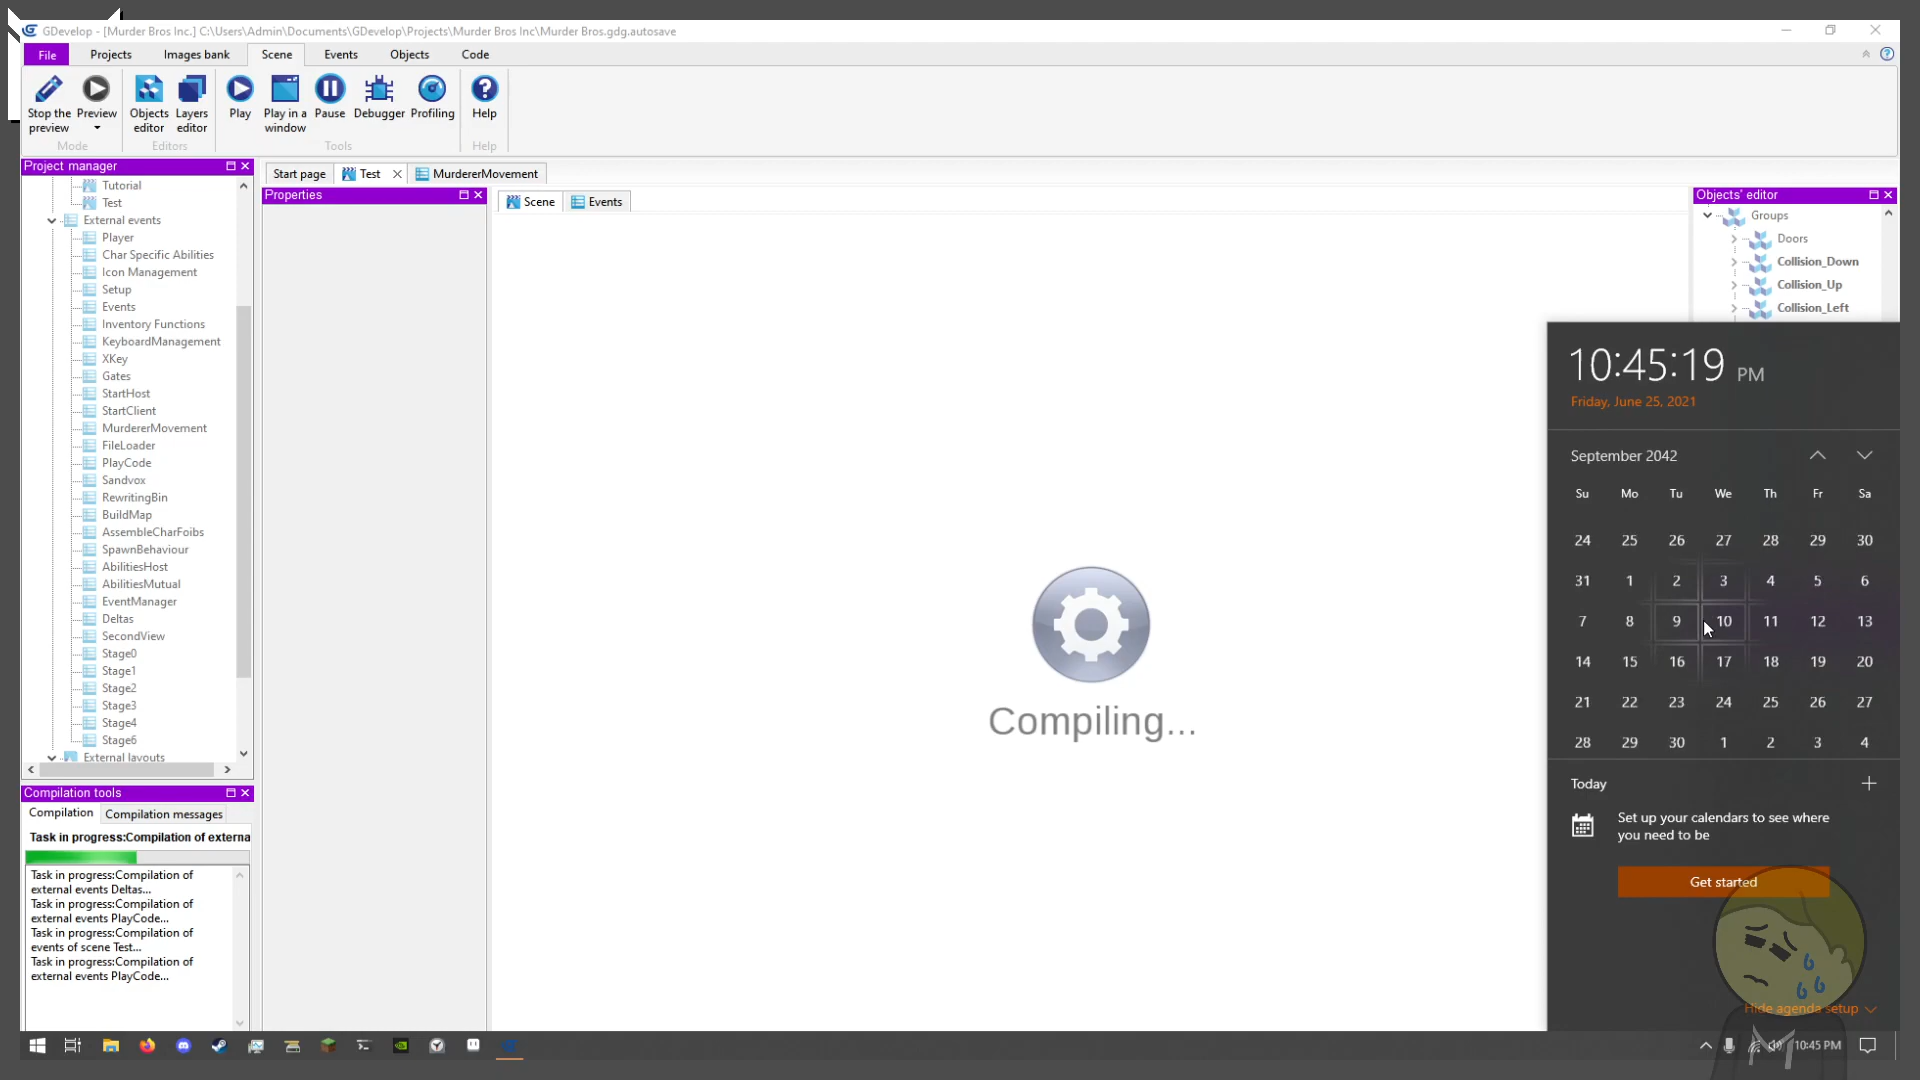 GDevelop - [Murder Bros Inc.] C:\Users\Admin\Documents\GDevelop\Projects\Murder Bros Inc\Murder Bros.gdg.autosave
File Projects Images bank Scene Events Objects Code
Stop the preview
Preview
Objects editor
Layers editor
Play
Play in a window
Pause
Debugger
Profiling
Help
Mode Editors Tools Help
Project manager
Tutorial
Test
External events
Player
Char Specific Abilities
Icon Management
Setup
Events
Inventory Functions
KeyboardManagement
XKey
Gates
StartHost
StartClient
MurdererMovement
FileLoader
PlayCode
Sandvox
RewritingBin
BuildMap
AssembleCharFoibs
SpawnBehaviour
AbilitiesHost
AbilitiesMutual
EventManager
Deltas
SecondView
Stage0
Stage1
Stage2
Stage3
Stage4
Stage6
External layouts
Compilation tools
Compilation Compilation messages
Task in progress:Compilation of externa
Task in progress:Compilation of
external events Deltas...
Task in progress:Compilation of
external events PlayCode...
Task in progress:Compilation of
events of scene Test...
Task in progress:Compilation of
external events PlayCode...
Start page Test MurdererMovement
Properties
Scene Events
Compiling...
Objects' editor
Groups
Doors
Collision_Down
Collision_Up
Collision_Left
10:45:19 PM
Friday, June 25, 2021
September 2042
Su Mo Tu We Th Fr Sa
24 25 26 27 28 29 30
31 1 2 3 4 5 6
7 8 9 10 11 12 13
14 15 16 17 18 19 20
21 22 23 24 25 26 27
28 29 30 1 2 3 4
Today
Set up your calendars to see where
you need to be
Get started
Hide agenda setup
10:45 PM